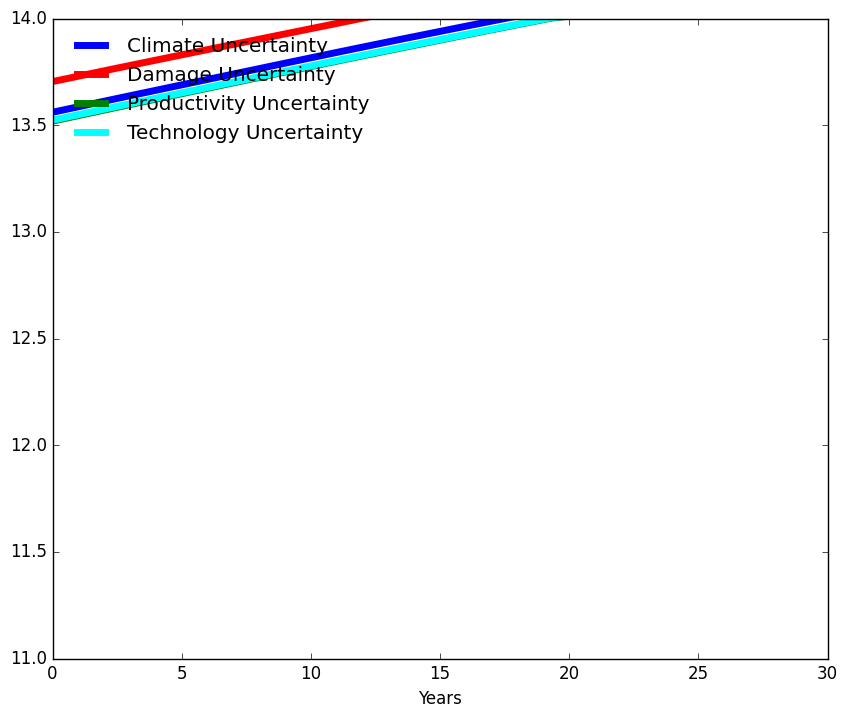 14.0
Climate Uncertainty
Damage Uncertainty
Productivity Uncertainty
Technology Uncertainty
13.5
13.0
12.5
12.0
11.5
11.0
0 5 10 15 20 25 30
Years